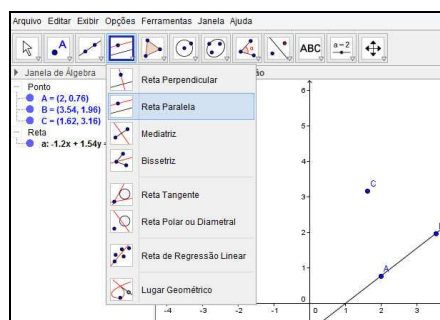 Arquivo Editar Exibir Opções Ferramentas Janela Ajuda
A
ABC
a=2
Janela de Álgebra
Ponto
A = (2, 0.76)
B = (3.54, 1.96)
C = (1.62, 3.16)
Reta
a: -1.2x + 1.54y
Reta Perpendicular
Reta Paralela
Mediatriz
Bissetriz
Reta Tangente
Reta Polar ou Diametral
Reta de Regressão Linear
Lugar Geométrico
6
5
4
C
3
2
1
A
0
-4 -3 -2 -1 0 1 2 3